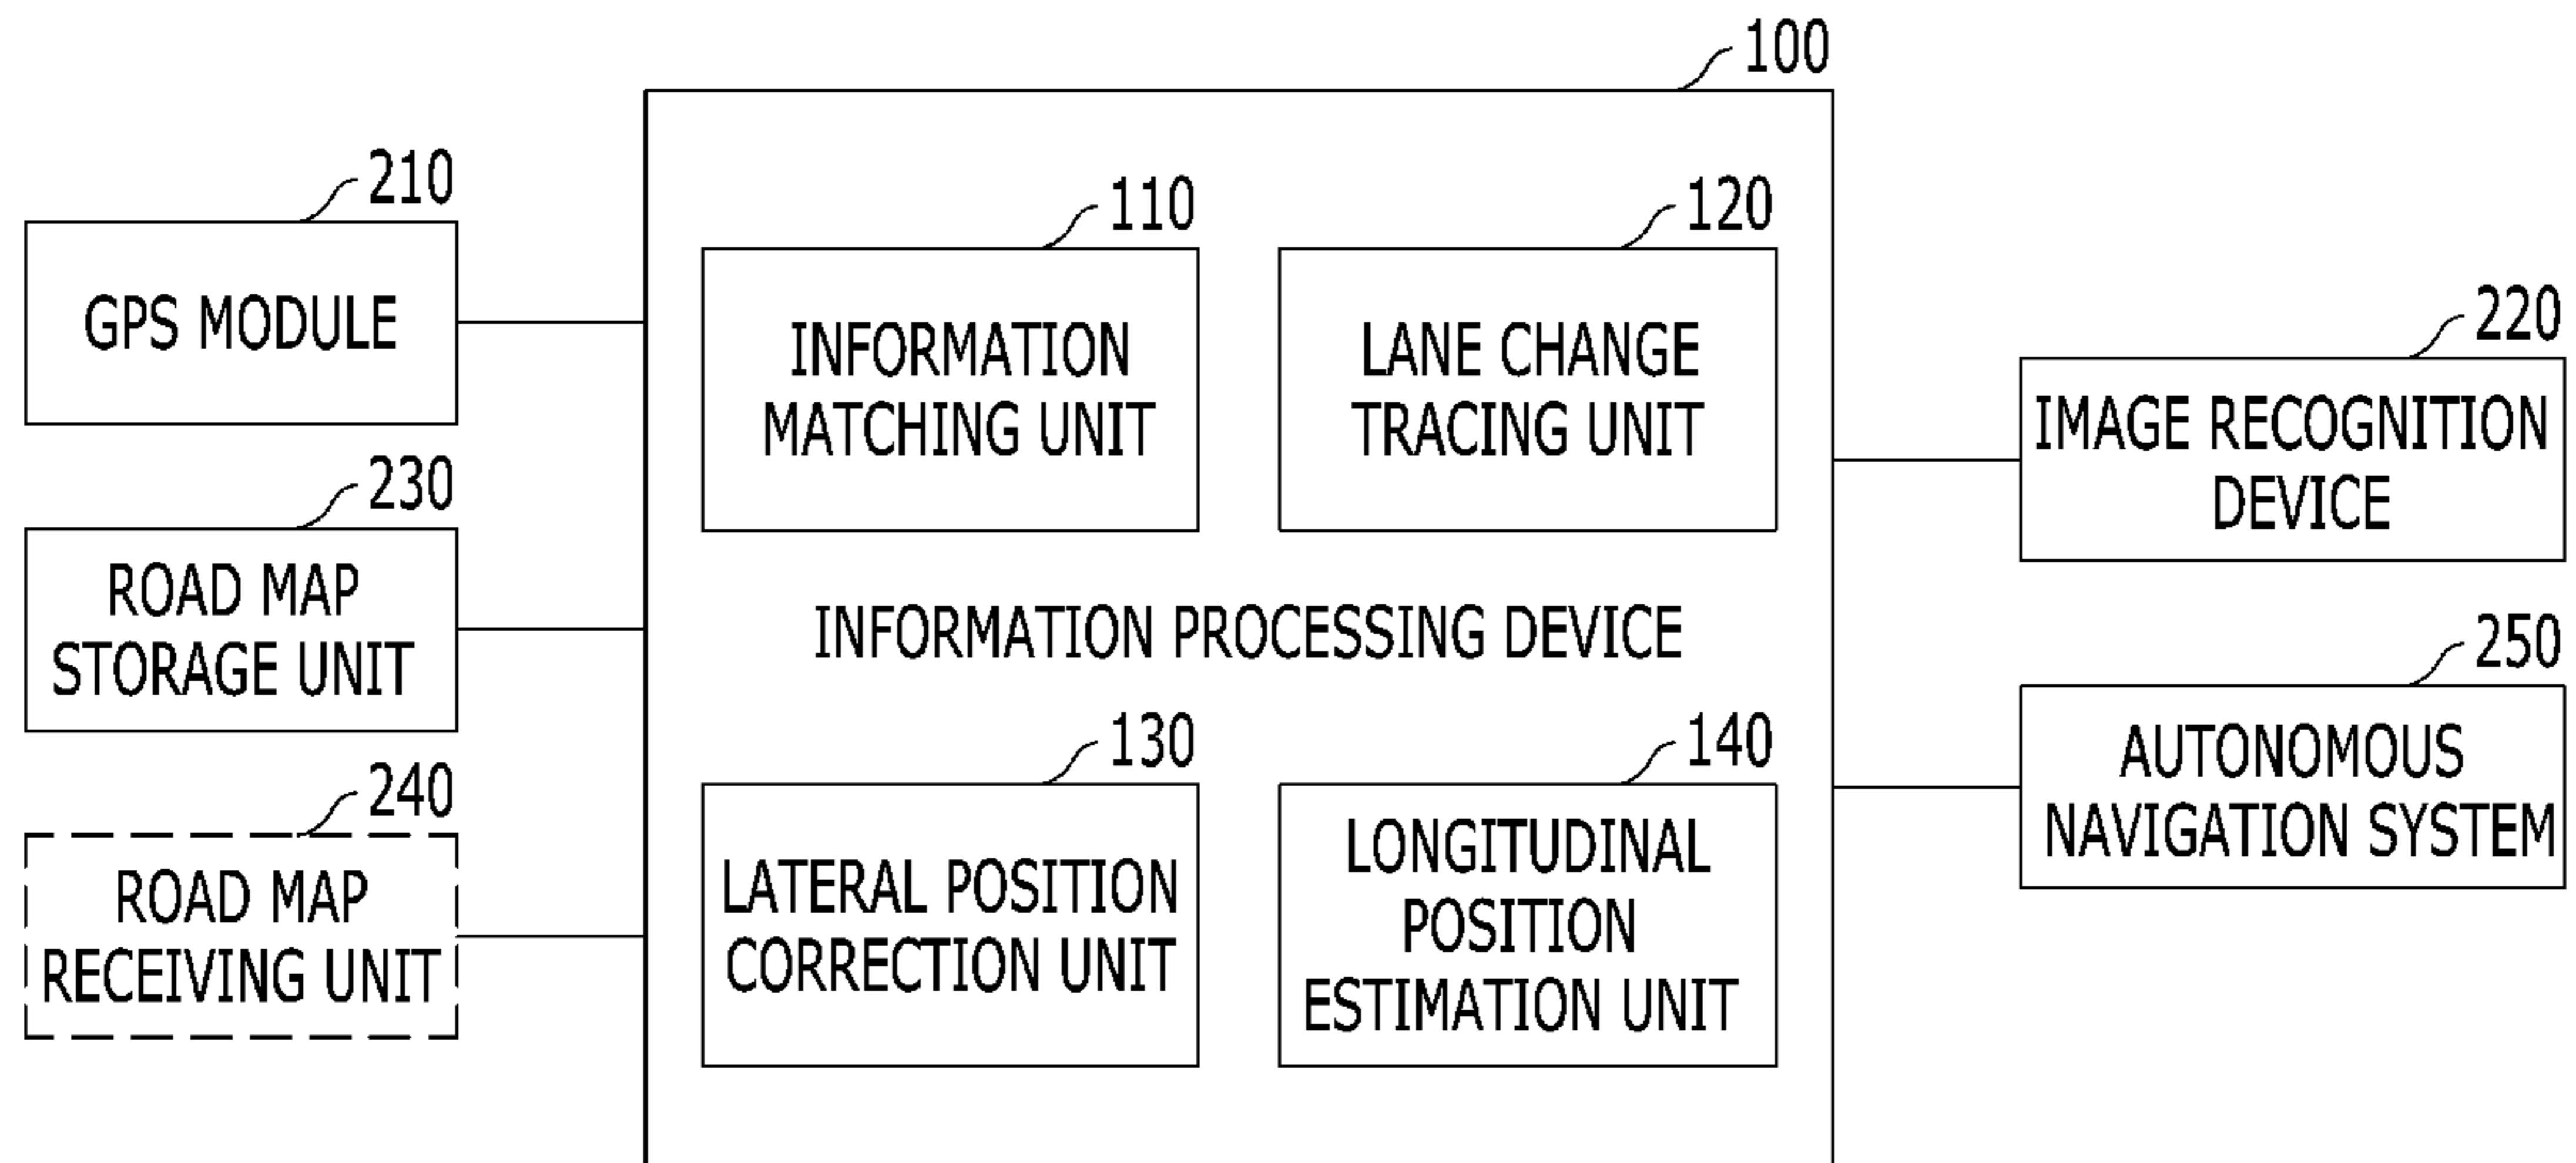 100
210
GPS MODULE
110
INFORMATION
MATCHING UNIT
120
LANE CHANGE
TRACING UNIT
220
IMAGE RECOGNITION
DEVICE
230
ROAD MAP
STORAGE UNIT
INFORMATION PROCESSING DEVICE
250
AUTONOMOUS
NAVIGATION SYSTEM
240
ROAD MAP
RECEIVING UNIT
130
LATERAL POSITION
CORRECTION UNIT
140
LONGITUDINAL
POSITION
ESTIMATION UNIT